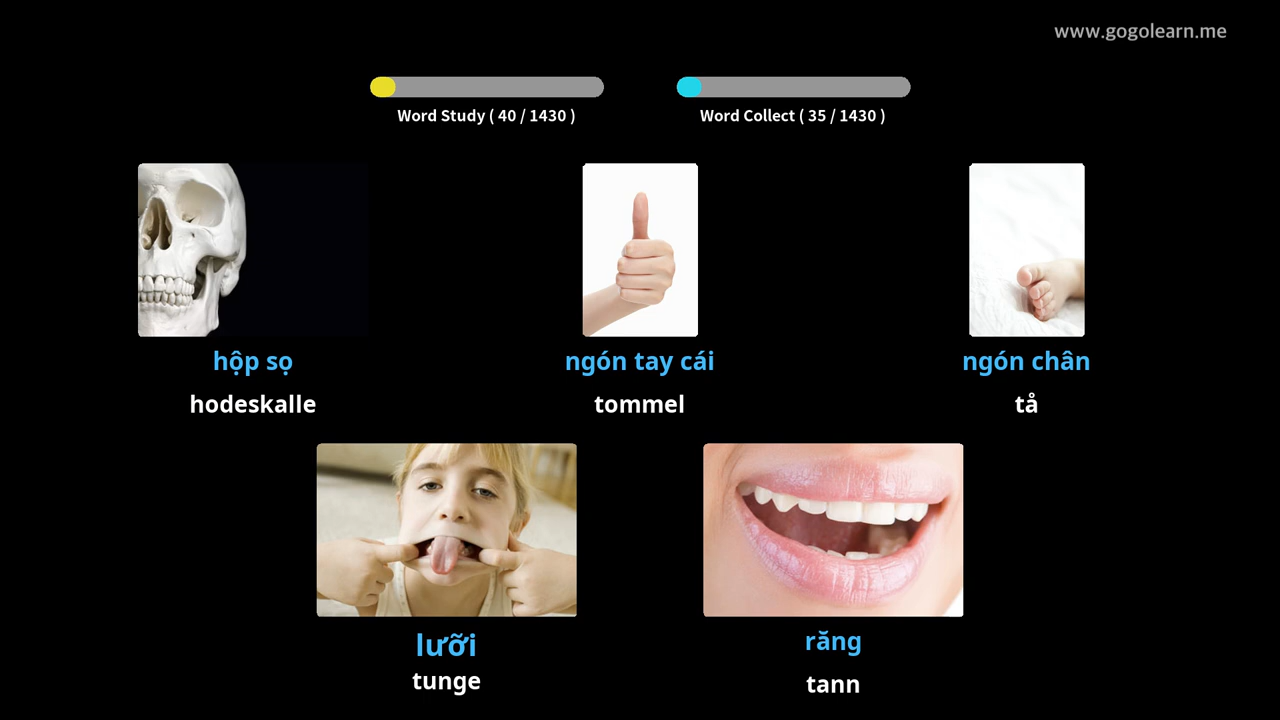 www.gogolearn.me
Word Study ( 40 / 1430 )
Word Collect ( 35 / 1430 )
hộp sọ
hodeskalle
ngón tay cái
tommel
ngón chân
tå
lưỡi
tunge
răng
tann